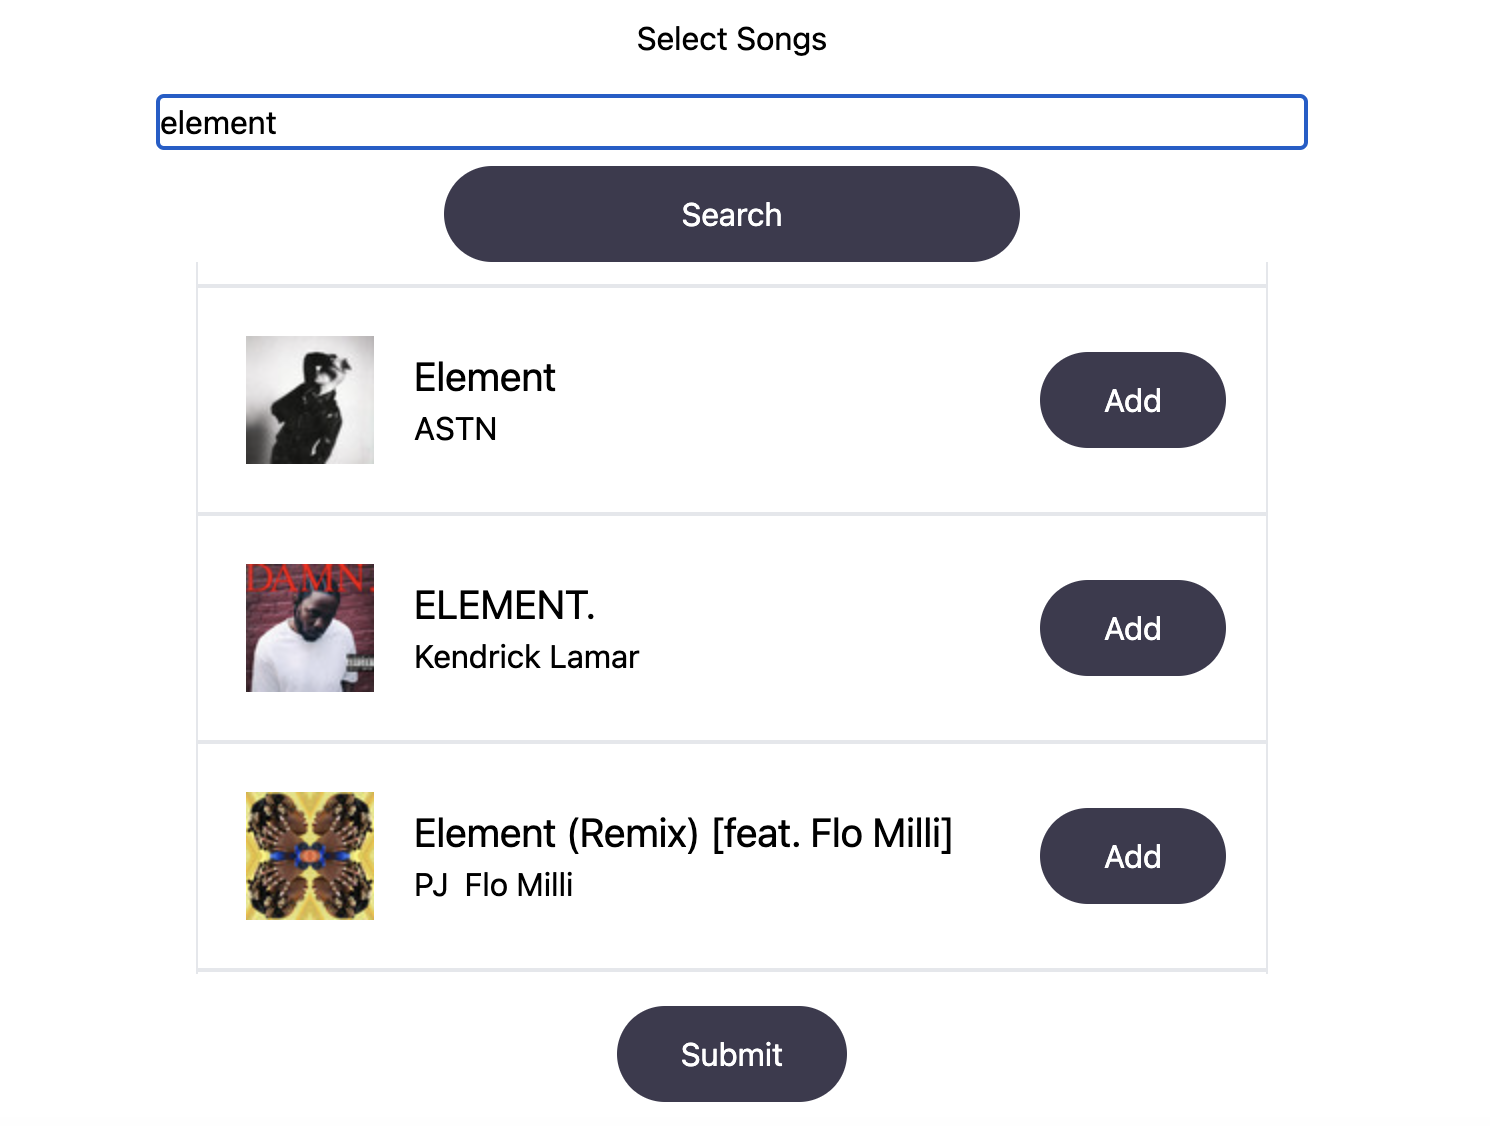 Select Songs
element
Search
Element
ASTN
Add
DAMN.
ELEMENT.
Kendrick Lamar
Add
Element (Remix) [feat. Flo Milli]
PJ  Flo Milli
Add
Submit